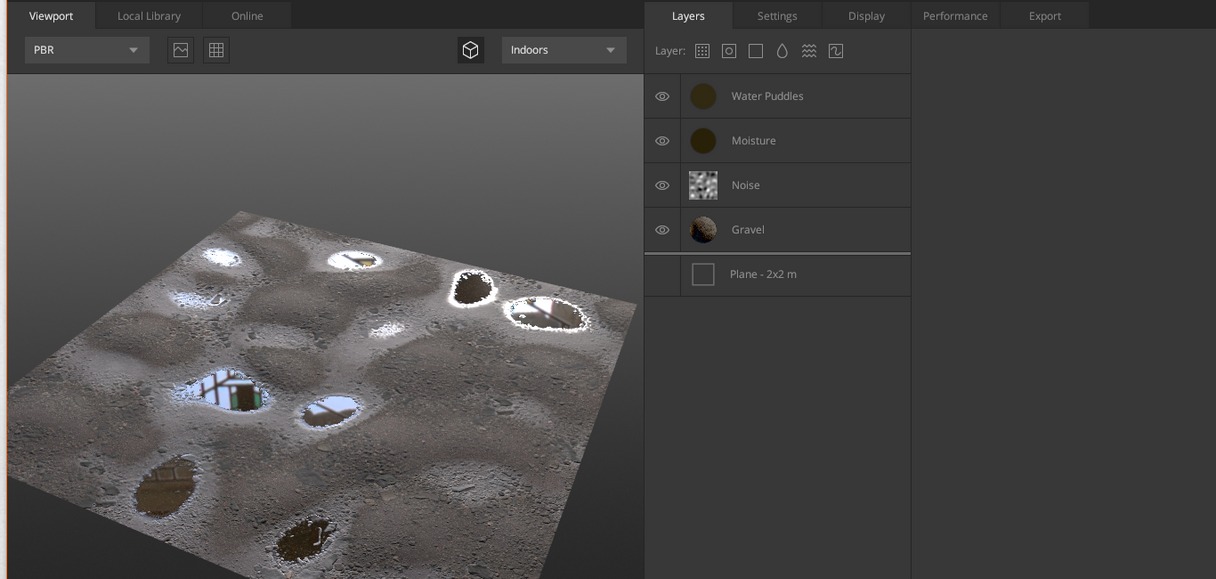 Viewport Local Library Online Layers Settings Display Performance Export
PBR Indoors Layer:
Water Puddles
Moisture
Noise
Gravel
Plane - 2x2 m